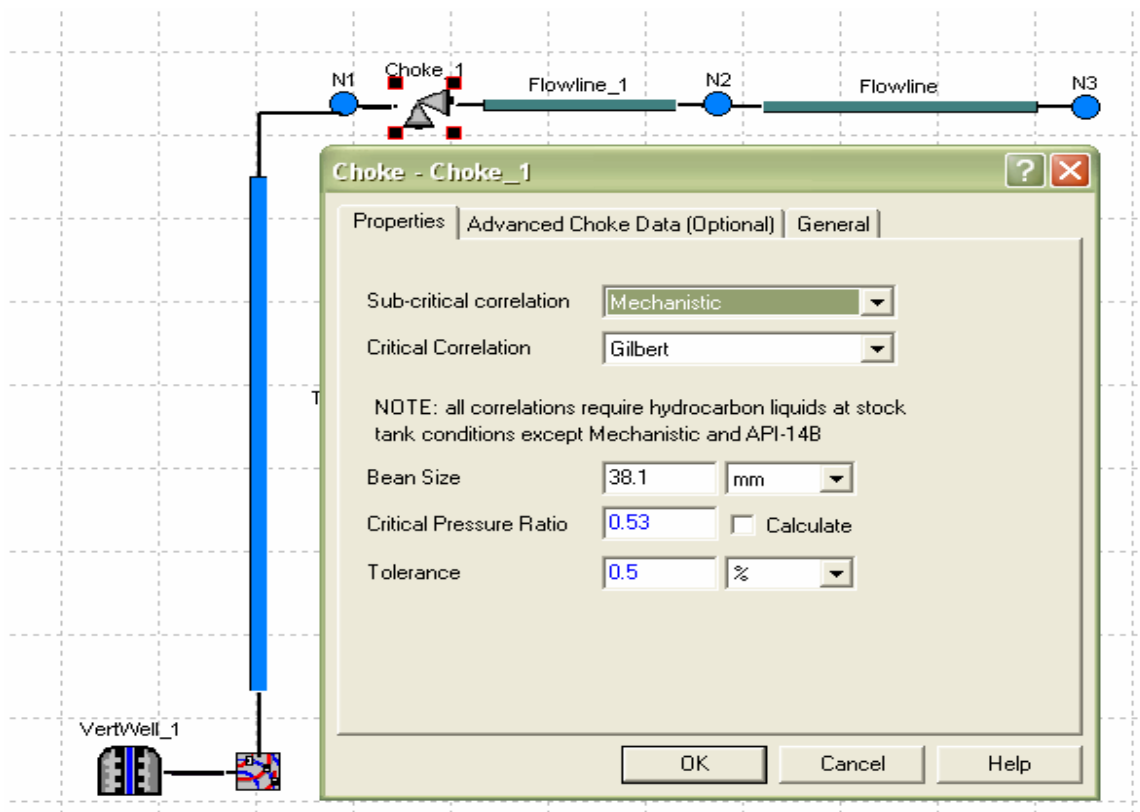 N1
Choke_1
Flowline_1
N2
Flowline
N3
Choke - Choke_1
?
Properties
Advanced Choke Data (Optional)
General
Sub-critical correlation
Mechanistic
Critical Correlation
Gilbert
T
NOTE: all correlations require hydrocarbon liquids at stock
tank conditions except Mechanistic and API-14B
Bean Size
38.1
mm
Critical Pressure Ratio
0.53
Calculate
Tolerance
0.5
%
VertWell_1
OK
Cancel
Help